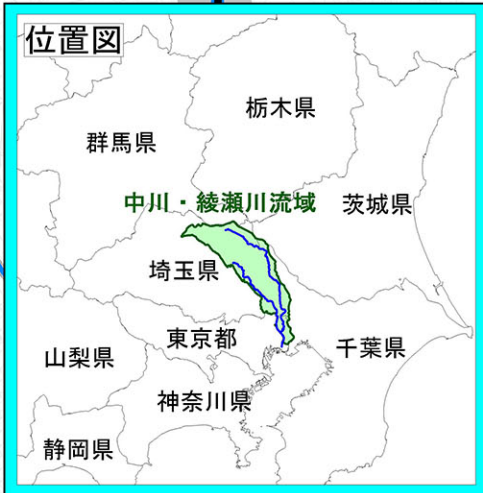 位置図
栃木県
群馬県
中川・綾瀬川流域
茨城県
埼玉県
東京都
千葉県
山梨県
神奈川県
静岡県